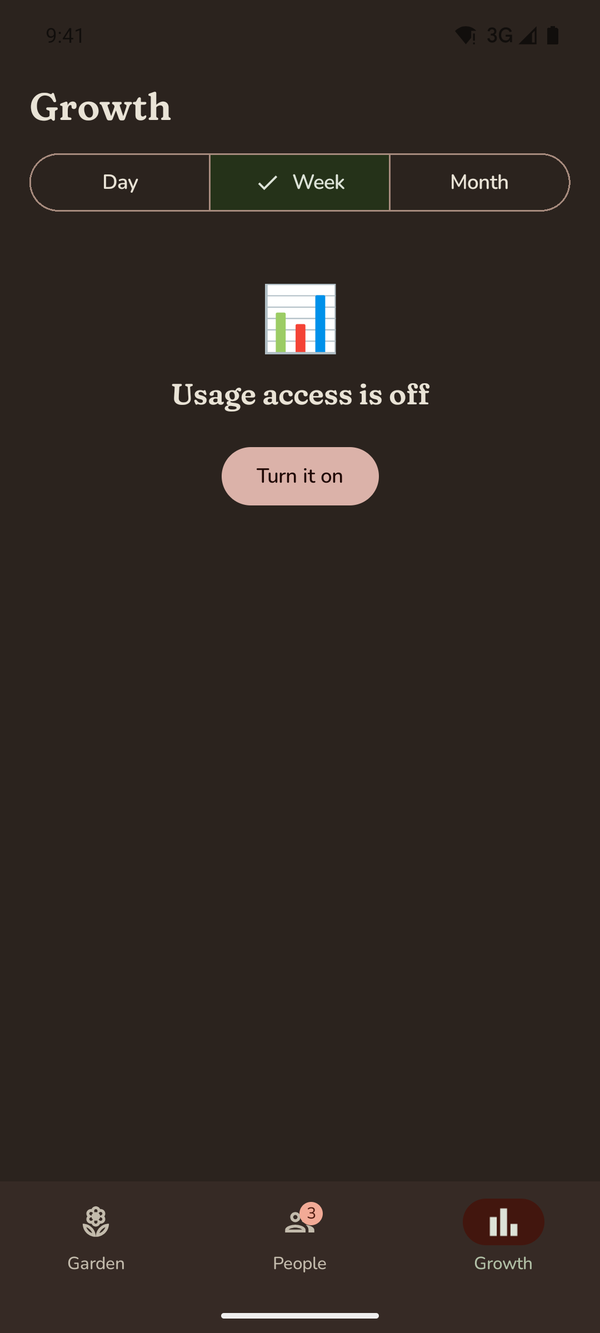 9:41
3G
Growth
Day
Week
Month
Usage access is off
Turn it on
3
Garden
People
Growth